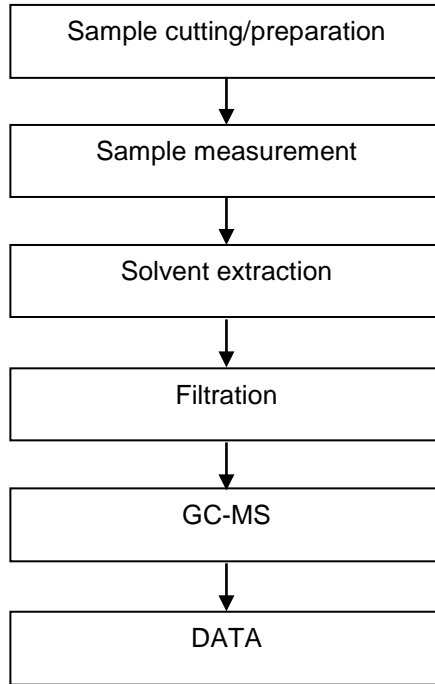 Sample cutting/preparation
Sample measurement
Solvent extraction
Filtration
GC-MS
DATA